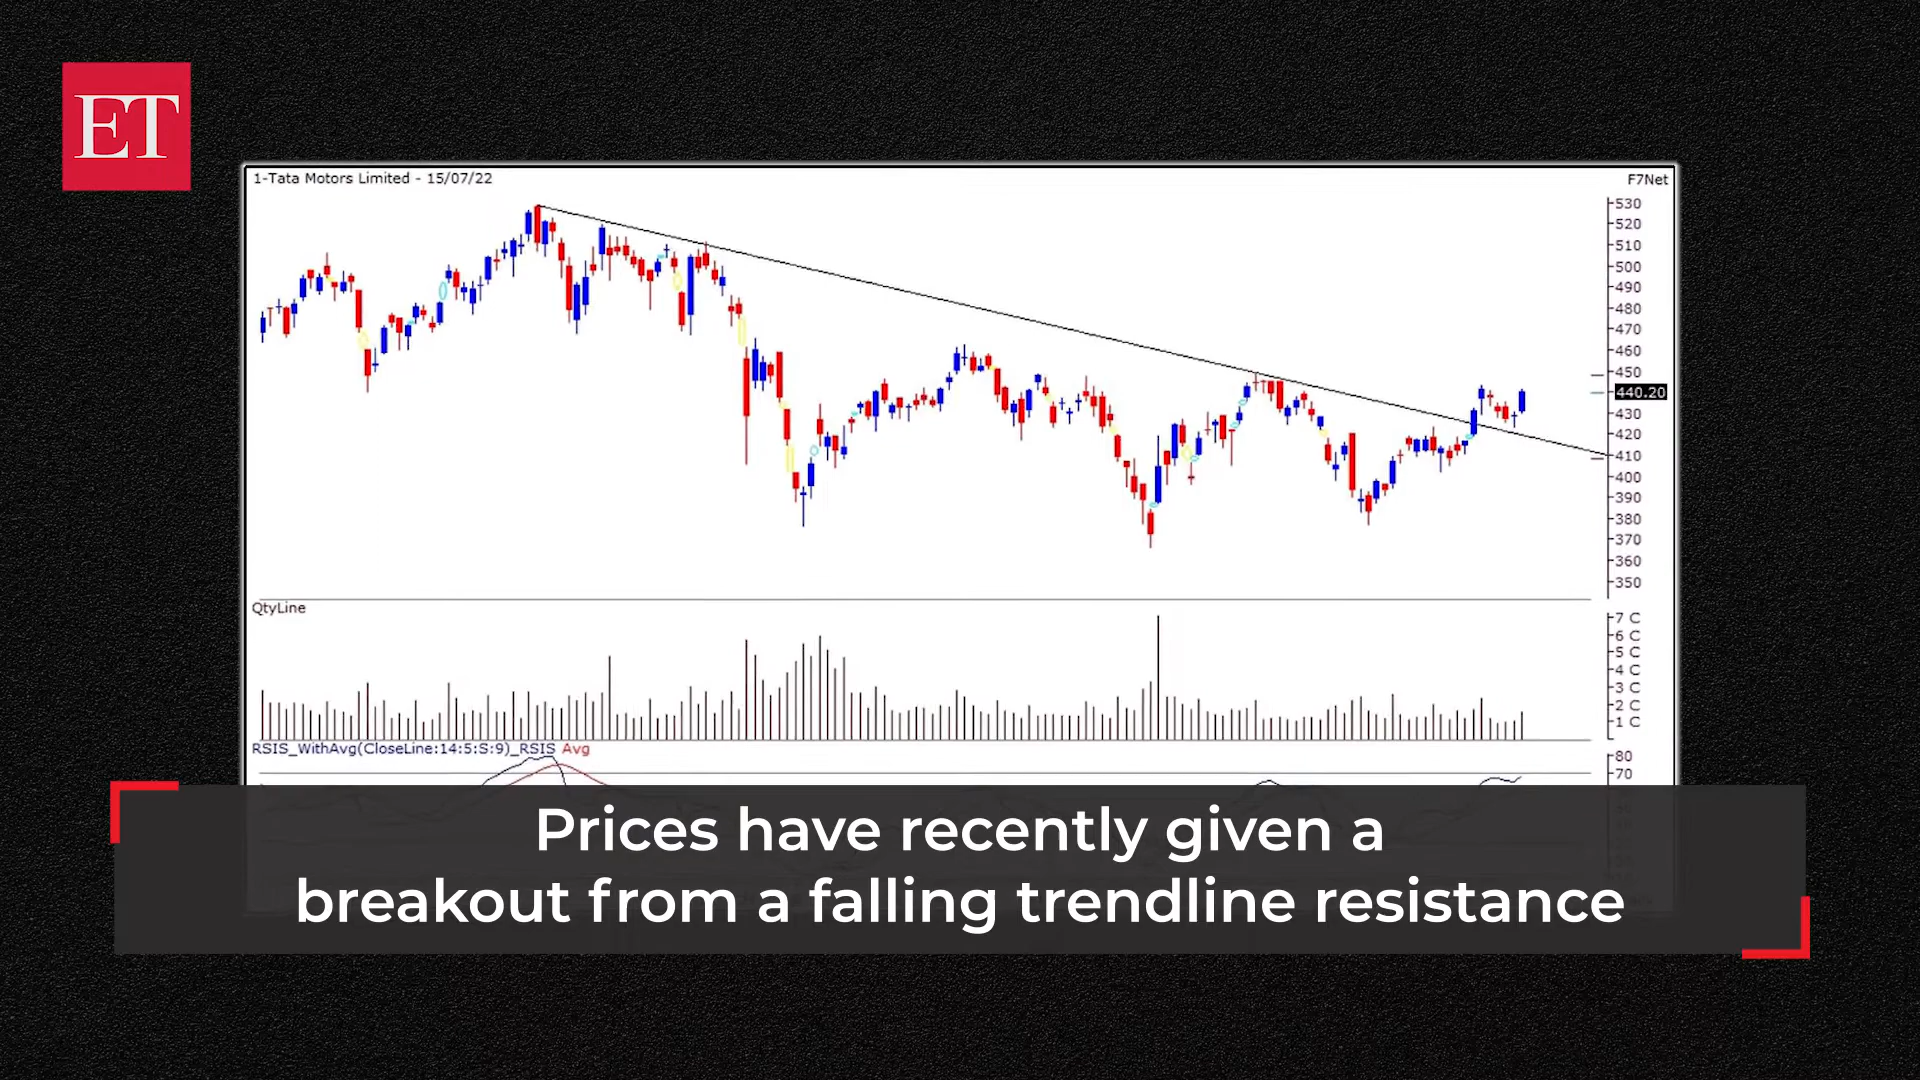 ET
1-Tata Motors Limited - 15/07/22
F7Net
530
520
510
500
490
480
470
460
450
440.20
430
420
410
400
390
380
370
360
350
QtyLine
7 C
6 C
5 C
4 C
3 C
2 C
1 C
RSIS_WithAvg(CloseLine:14:5:S:9)_RSIS Avg
80
70
Prices have recently given a
breakout from a falling trendline resistance